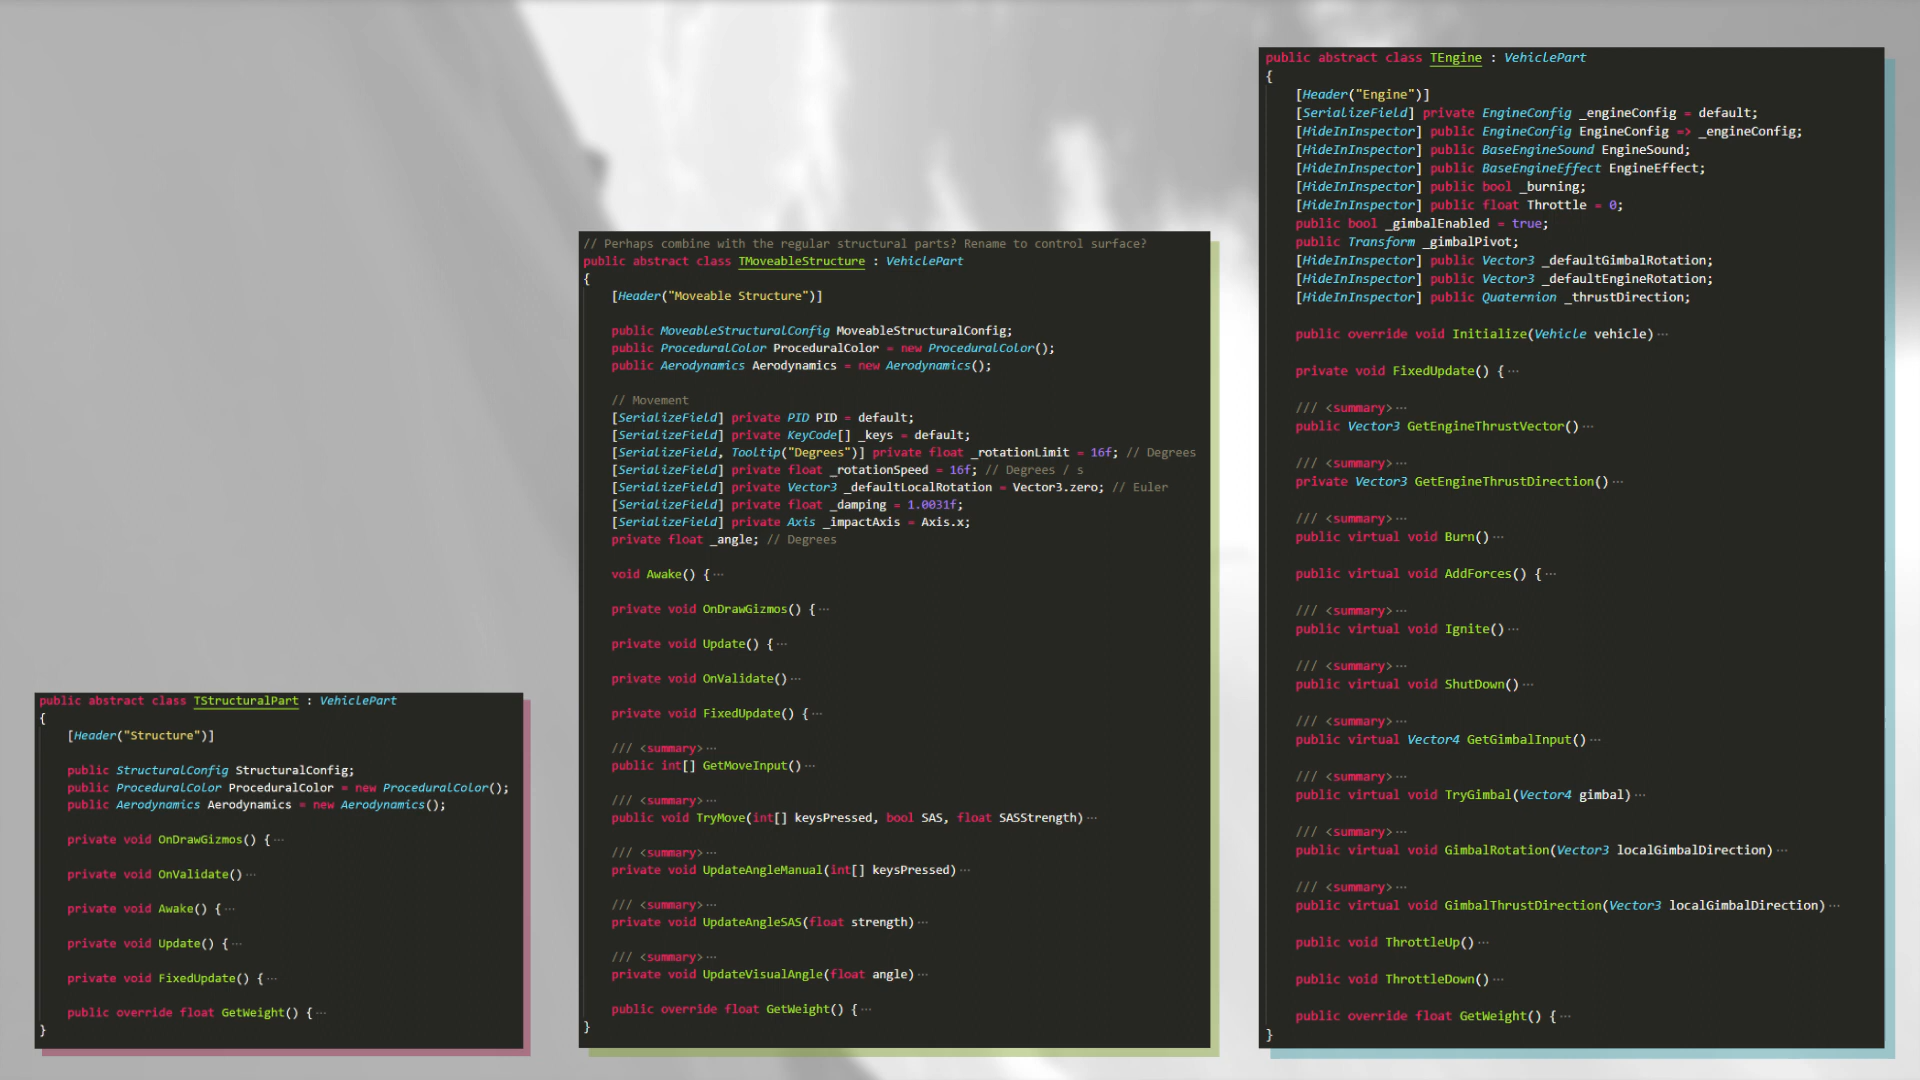 public abstract class TStructuralPart : VehiclePart
{
[Header("Structure")]
public StructuralConfig StructuralConfig;
public ProceduralColor ProceduralColor = new ProceduralColor();
public Aerodynamics Aerodynamics = new Aerodynamics();
private void OnDrawGizmos() { ···
private void OnValidate() ···
private void Awake() { ···
private void Update() { ···
private void FixedUpdate() { ···
public override float GetWeight() { ···
}
// Perhaps combine with the regular structural parts? Rename to control surface?
public abstract class TMoveableStructure : VehiclePart
{
[Header("Moveable Structure")]
public MoveableStructuralConfig MoveableStructuralConfig;
public ProceduralColor ProceduralColor = new ProceduralColor();
public Aerodynamics Aerodynamics = new Aerodynamics();
// Movement
[SerializeField] private PID PID = default;
[SerializeField] private KeyCode[] _keys = default;
[SerializeField, Tooltip("Degrees")] private float _rotationLimit = 16f; // Degrees
[SerializeField] private float _rotationSpeed = 16f; // Degrees / s
[SerializeField] private Vector3 _defaultLocalRotation = Vector3.zero; // Euler
[SerializeField] private float _damping = 1.0031f;
[SerializeField] private Axis _impactAxis = Axis.x;
private float _angle; // Degrees
void Awake() { ···
private void OnDrawGizmos() { ···
private void Update() { ···
private void OnValidate() ···
private void FixedUpdate() { ···
/// <summary> ···
public int[] GetMoveInput() ···
/// <summary> ···
public void TryMove(int[] keysPressed, bool SAS, float SASStrength) ···
/// <summary> ···
private void UpdateAngleManual(int[] keysPressed) ···
/// <summary> ···
private void UpdateAngleSAS(float strength) ···
/// <summary> ···
private void UpdateVisualAngle(float angle) ···
public override float GetWeight() { ···
}
public abstract class TEngine : VehiclePart
{
[Header("Engine")]
[SerializeField] private EngineConfig _engineConfig = default;
[HideInInspector] public EngineConfig EngineConfig => _engineConfig;
[HideInInspector] public BaseEngineSound EngineSound;
[HideInInspector] public BaseEngineEffect EngineEffect;
[HideInInspector] public bool _burning;
[HideInInspector] public float Throttle = 0;
public bool _gimbalEnabled = true;
public Transform _gimbalPivot;
[HideInInspector] public Vector3 _defaultGimbalRotation;
[HideInInspector] public Vector3 _defaultEngineRotation;
[HideInInspector] public Quaternion _thrustDirection;
public override void Initialize(Vehicle vehicle) ···
private void FixedUpdate() { ···
/// <summary> ···
public Vector3 GetEngineThrustVector() ···
/// <summary> ···
private Vector3 GetEngineThrustDirection() ···
/// <summary> ···
public virtual void Burn() ···
public virtual void AddForces() { ···
/// <summary> ···
public virtual void Ignite() ···
/// <summary> ···
public virtual void ShutDown() ···
/// <summary> ···
public virtual Vector4 GetGimbalInput() ···
/// <summary> ···
public virtual void TryGimbal(Vector4 gimbal) ···
/// <summary> ···
public virtual void GimbalRotation(Vector3 localGimbalDirection) ···
/// <summary> ···
public virtual void GimbalThrustDirection(Vector3 localGimbalDirection) ···
public void ThrottleUp() ···
public void ThrottleDown() ···
public override float GetWeight() { ···
}